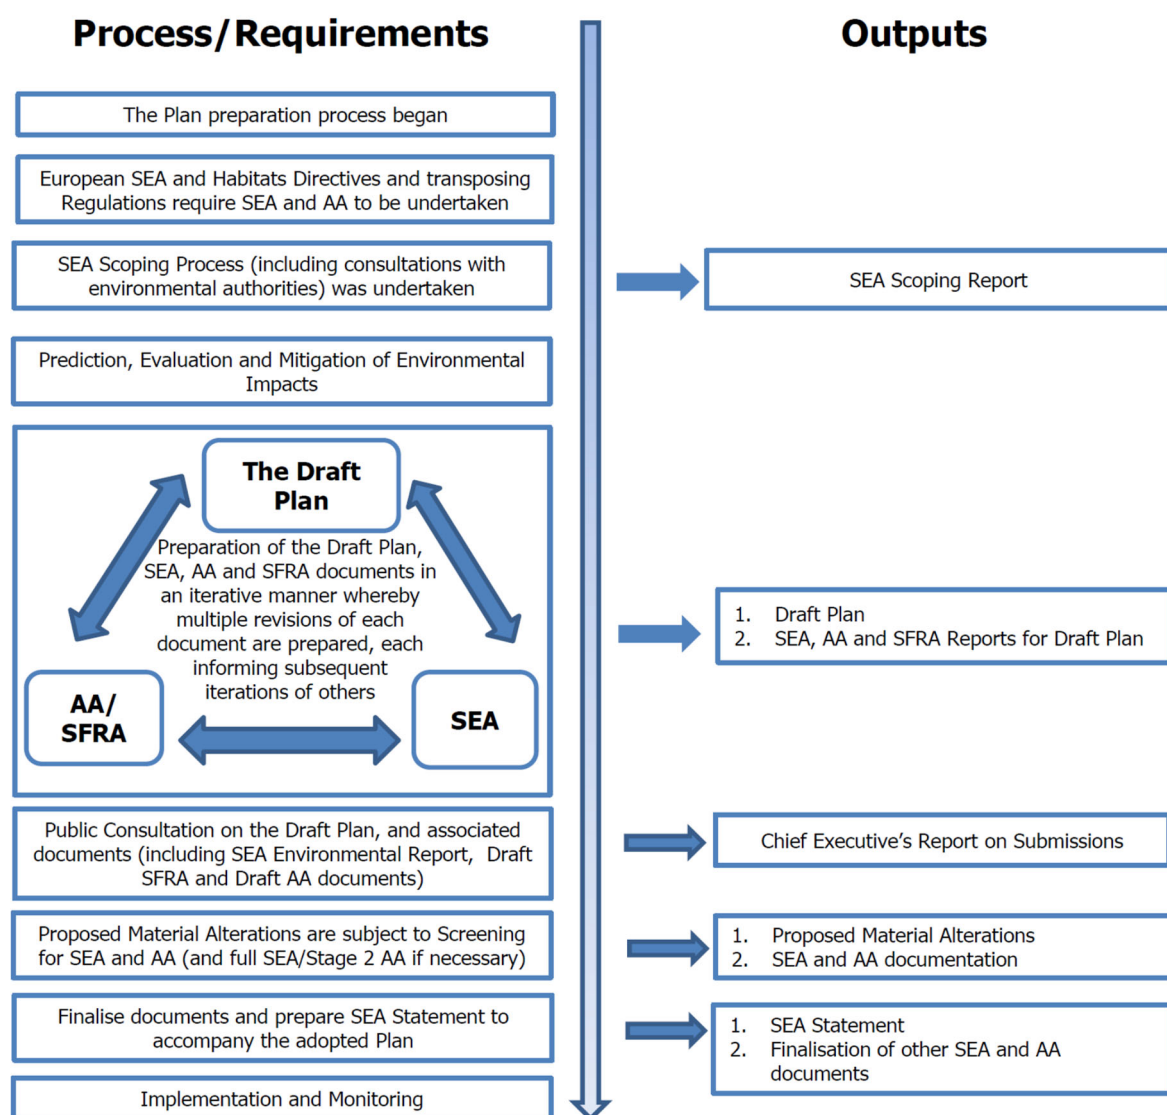 Process/Requirements
Outputs
The Plan preparation process began
European SEA and Habitats Directives and transposing
Regulations require SEA and AA to be undertaken
SEA Scoping Process (including consultations with
environmental authorities) was undertaken
SEA Scoping Report
Prediction, Evaluation and Mitigation of Environmental
Impacts
The Draft
Plan
Preparation of the Draft Plan,
SEA, AA and SFRA documents in
an iterative manner whereby
multiple revisions of each
document are prepared, each
informing subsequent
iterations of others
AA/
SFRA
SEA
1. Draft Plan
2. SEA, AA and SFRA Reports for Draft Plan
Public Consultation on the Draft Plan, and associated
documents (including SEA Environmental Report, Draft
SFRA and Draft AA documents)
Chief Executive’s Report on Submissions
Proposed Material Alterations are subject to Screening
for SEA and AA (and full SEA/Stage 2 AA if necessary)
1. Proposed Material Alterations
2. SEA and AA documentation
Finalise documents and prepare SEA Statement to
accompany the adopted Plan
1. SEA Statement
2. Finalisation of other SEA and AA
documents
Implementation and Monitoring